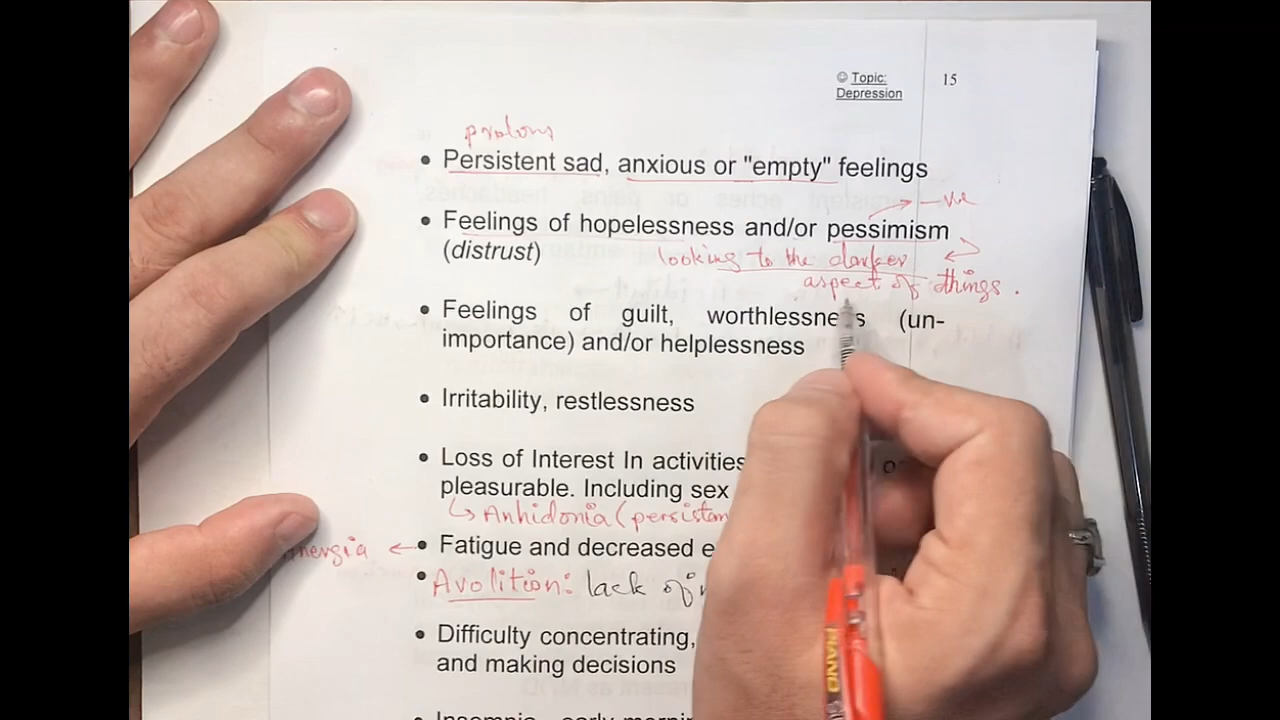 ☺ Topic: 15
Depression
• Persistent sad, anxious or "empty" feelings
• Feelings of hopelessness and/or pessimism → -ve
(distrust) looking to the darker
aspect of things.
• Feelings of guilt, worthlessness (un-
importance) and/or helplessness
• Irritability, restlessness
• Loss of Interest In activities
pleasurable. Including sex
↳ Anhidonia (
← • Fatigue and decreased
• Avolition: lack of
• Difficulty concentrating,
and making decisions
PIANO